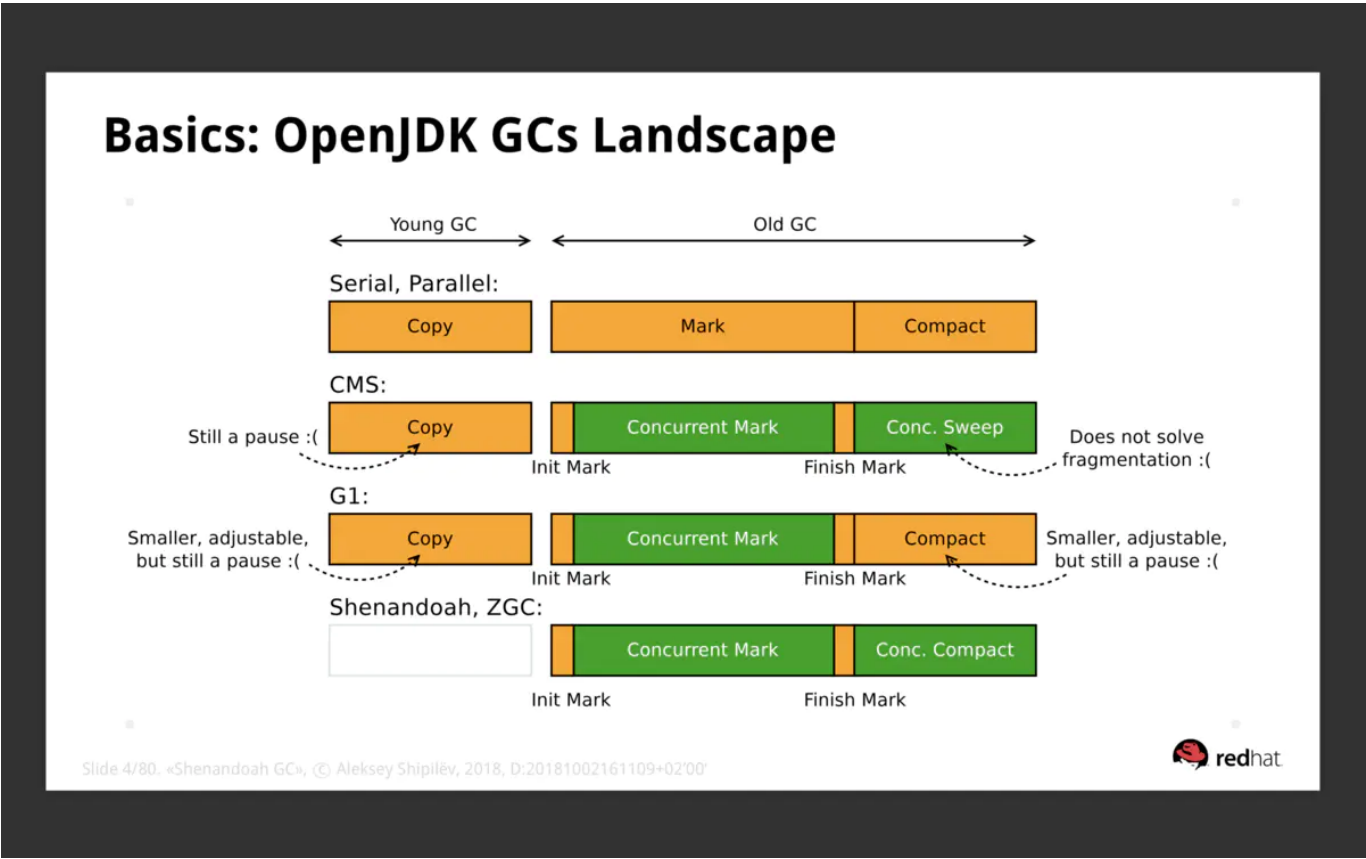 Basics: OpenJDK GCs Landscape
Young GC
Old GC
Serial, Parallel:
Copy
Mark
Compact
CMS:
Still a pause :(
Copy
Concurrent Mark
Conc. Sweep
Does not solve
fragmentation :(
Init Mark
Finish Mark
G1:
Smaller, adjustable,
but still a pause :(
Copy
Concurrent Mark
Compact
Smaller, adjustable,
but still a pause :(
Init Mark
Finish Mark
Shenandoah, ZGC:
Concurrent Mark
Conc. Compact
Init Mark
Finish Mark
Slide 4/80. «Shenandoah GC», © Aleksey Shipilëv, 2018, D:20181002161109+02'00'
redhat